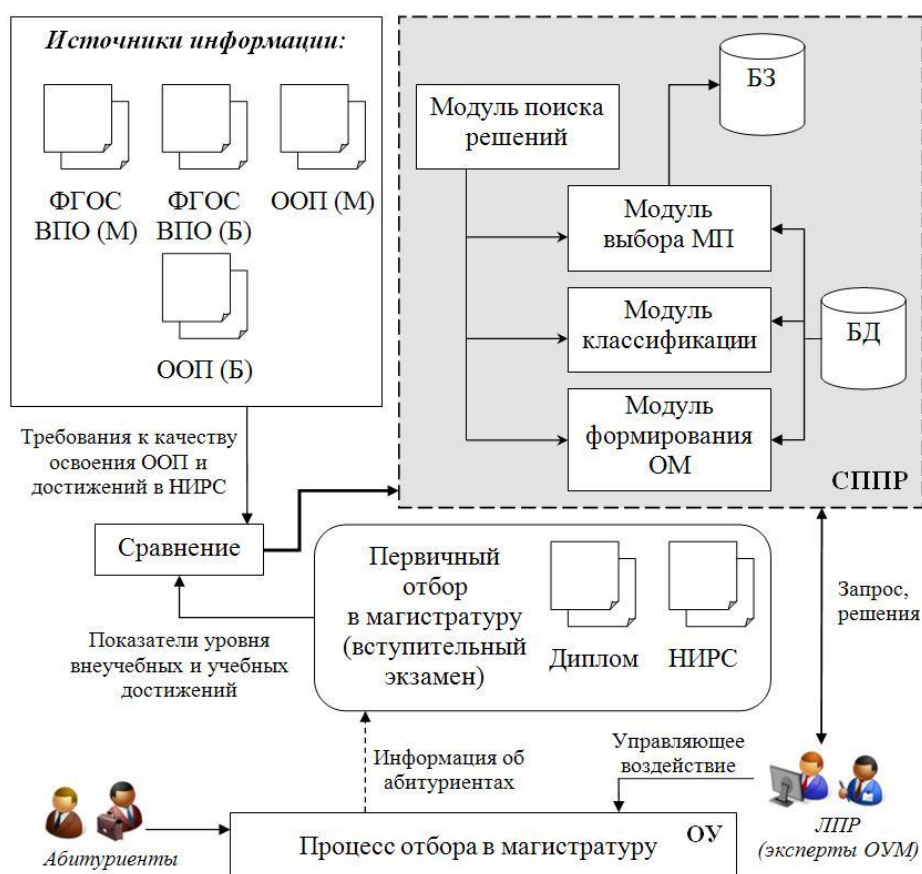 Источники информации:
ФГОС
ВПО (М)
ФГОС
ВПО (Б)
ООП (М)
ООП (Б)
Модуль поиска
решений
БЗ
Модуль
выбора МП
Модуль
классификации
БД
Модуль
формирования
ОМ
СППР
Требования к качеству
освоения ООП и
достижений в НИРС
Сравнение
Первичный
отбор
в магистратуру
(вступительный
экзамен)
Диплом
НИРС
Запрос,
решения
Показатели уровня
внеучебных и учебных
достижений
Информация об
абитуриентах
Управляющее
воздействие
Абитуриенты
ОУ
Процесс отбора в магистратуру
ЛПР
(эксперты ОУМ)